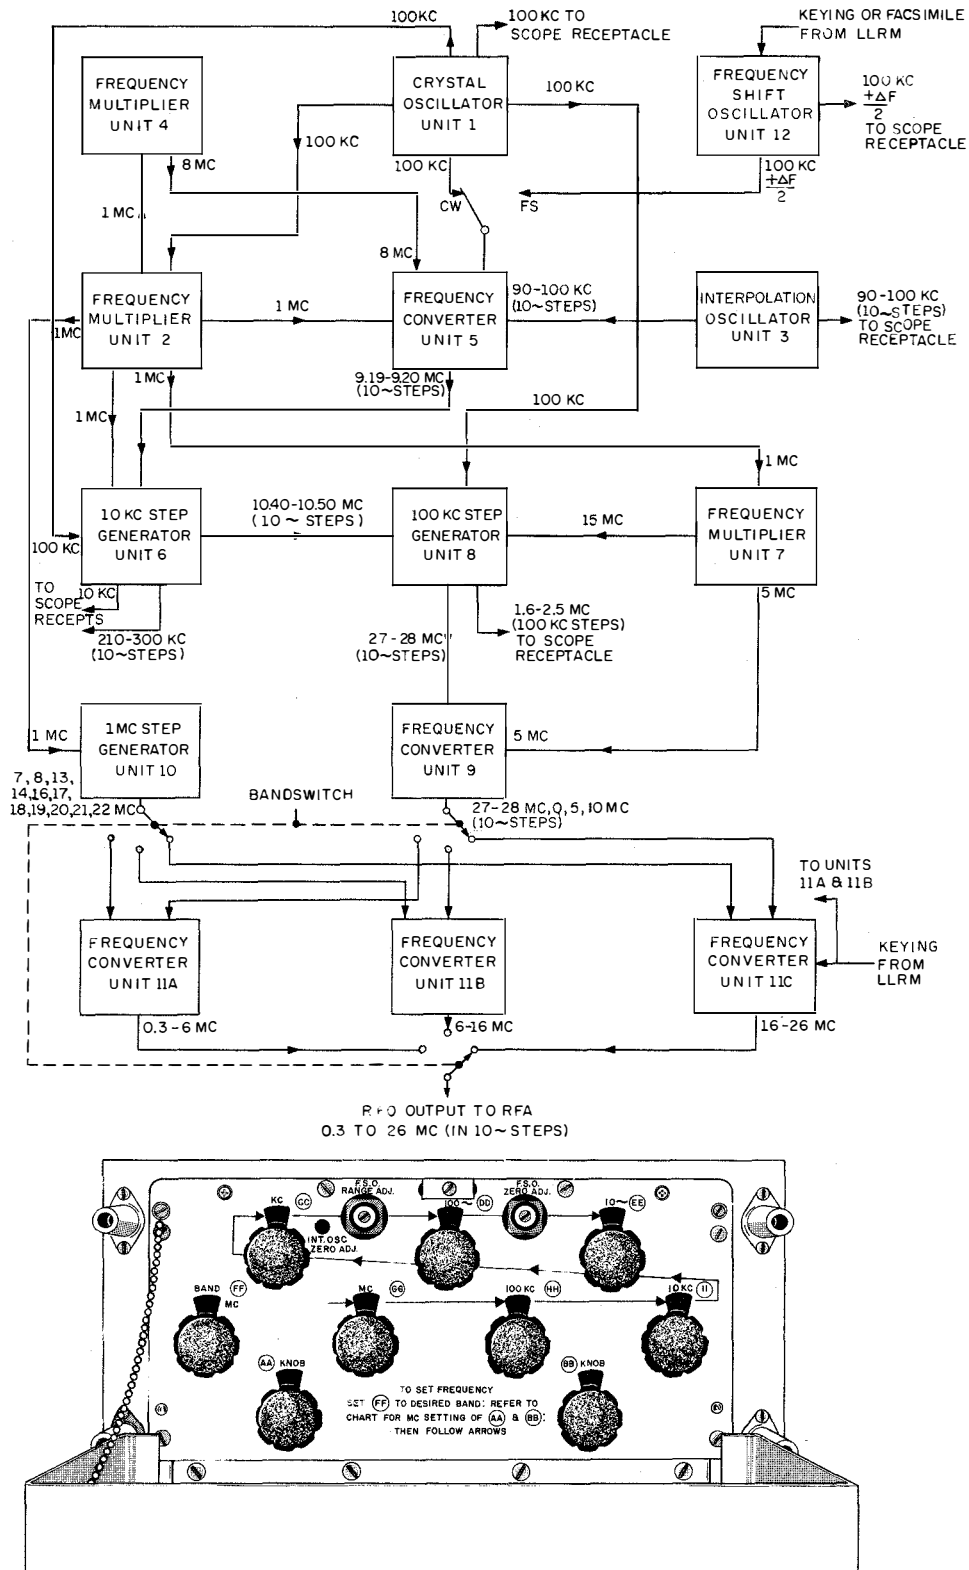 100KC
100 KC TO
SCOPE RECEPTACLE
KEYING OR FACSIMILE
FROM LLRM
FREQUENCY
MULTIPLIER
UNIT 4
CRYSTAL
OSCILLATOR
UNIT 1
100 KC
FREQUENCY
SHIFT
OSCILLATOR
UNIT 12
100 KC
+ΔF
2
TO SCOPE
RECEPTACLE
100 KC
8 MC
100 KC
100 KC
+ΔF
2
CW
FS
1 MC
8 MC
FREQUENCY
MULTIPLIER
UNIT 2
1 MC
FREQUENCY
CONVERTER
UNIT 5
90-100 KC
(10~STEPS)
INTERPOLATION
OSCILLATOR
UNIT 3
90-100 KC
(10~STEPS)
TO SCOPE
RECEPTACLE
1MC
1 MC
9.19-9.20 MC
(10~STEPS)
1 MC
100 KC
1 MC
10 KC STEP
GENERATOR
UNIT 6
10.40-10.50 MC
(10 ~ STEPS)
100 KC STEP
GENERATOR
UNIT 8
15 MC
FREQUENCY
MULTIPLIER
UNIT 7
100 KC
TO
SCOPE
RECEPTS
10 KC
210-300 KC
(10~STEPS)
27-28 MC
(10~STEPS)
1.6-2.5 MC
(100 KC STEPS)
TO SCOPE
RECEPTACLE
5 MC
1 MC
1 MC STEP
GENERATOR
UNIT 10
FREQUENCY
CONVERTER
UNIT 9
5 MC
7, 8, 13,
14, 16, 17,
18, 19, 20, 21, 22 MC
BANDSWITCH
27-28 MC, 0, 5, 10 MC
(10~STEPS)
TO UNITS
11A & 11B
FREQUENCY
CONVERTER
UNIT 11A
FREQUENCY
CONVERTER
UNIT 11B
FREQUENCY
CONVERTER
UNIT 11C
KEYING
FROM
LLRM
0.3-6 MC
6-16 MC
16-26 MC
RFO OUTPUT TO RFA
0.3 TO 26 MC (IN 10~STEPS)
KC
F.S.O.
RANGE ADJ.
100~
DD
F.S.O.
ZERO ADJ.
10~
EE
INT. OSC
ZERO ADJ.
BAND
FF
MC
MC
GG
100 KC
HH
10 KC
II
AA KNOB
BB KNOB
TO SET FREQUENCY
SET FF TO DESIRED BAND: REFER TO
CHART FOR MC SETTING OF AA & BB:
THEN FOLLOW ARROWS